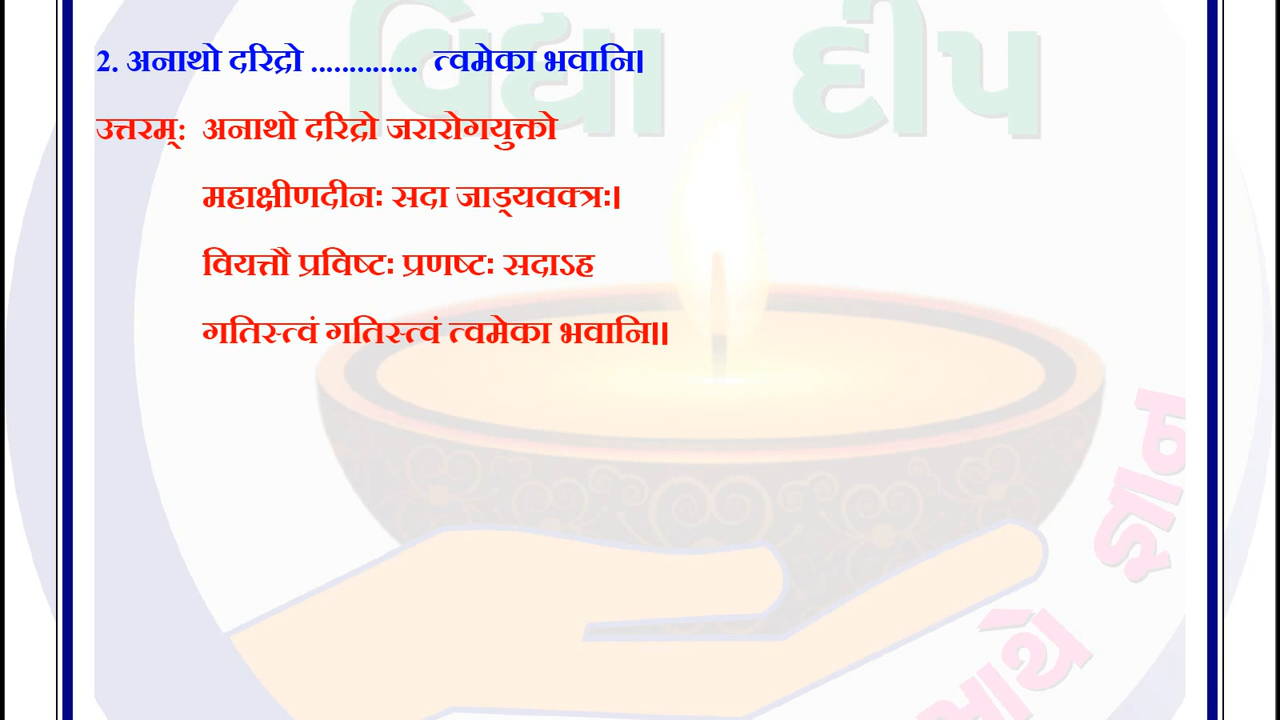 વિદ્યા દીપ
2. अनाथो दरिद्रो .............. त्वमेका भवानि।
उत्तरम्: अनाथो दरिद्रो जरारोगयुक्तो
महाक्षीणदीनः सदा जाड्यवक्त्रः।
वियत्तौ प्रविष्टः प्रणष्टः सदाऽह
गतिस्त्वं गतिस्त्वं त्वमेका भवानि॥
જ્ઞાન